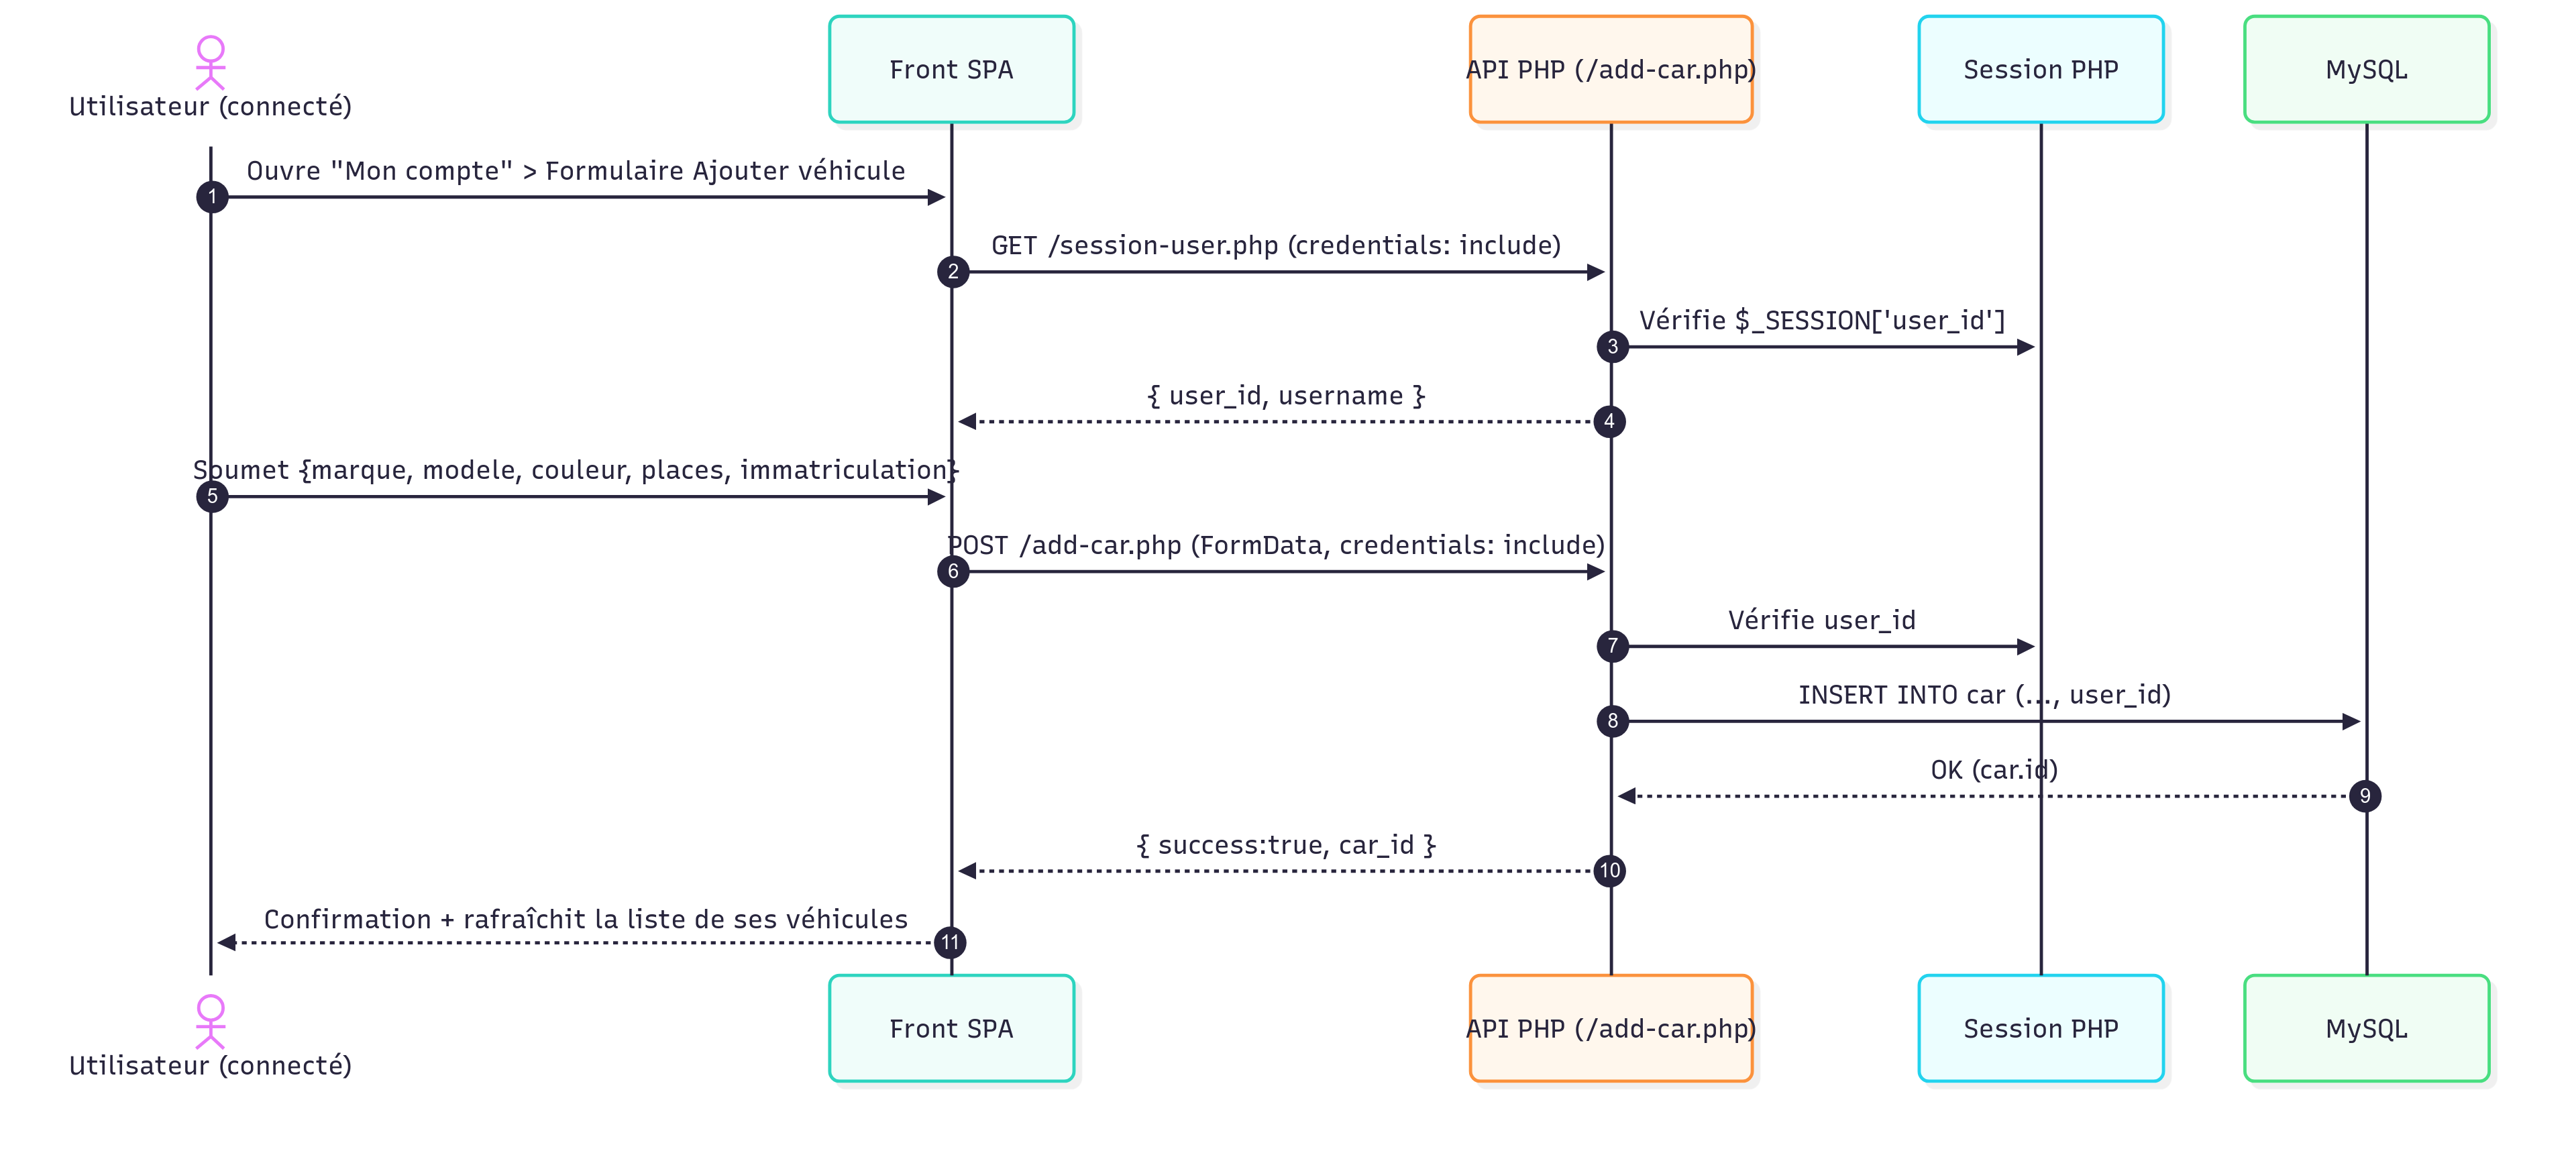 Utilisateur (connecté)
Front SPA
API PHP (/add-car.php)
Session PHP
MySQL
Ouvre "Mon compte" > Formulaire Ajouter véhicule
1
GET /session-user.php (credentials: include)
2
Vérifie $_SESSION['user_id']
3
{ user_id, username }
4
Soumet {marque, modele, couleur, places, immatriculation}
5
POST /add-car.php (FormData, credentials: include)
6
Vérifie user_id
7
INSERT INTO car (..., user_id)
8
OK (car.id)
9
{ success:true, car_id }
10
Confirmation + rafraîchit la liste de ses véhicules
11
Utilisateur (connecté)
Front SPA
API PHP (/add-car.php)
Session PHP
MySQL